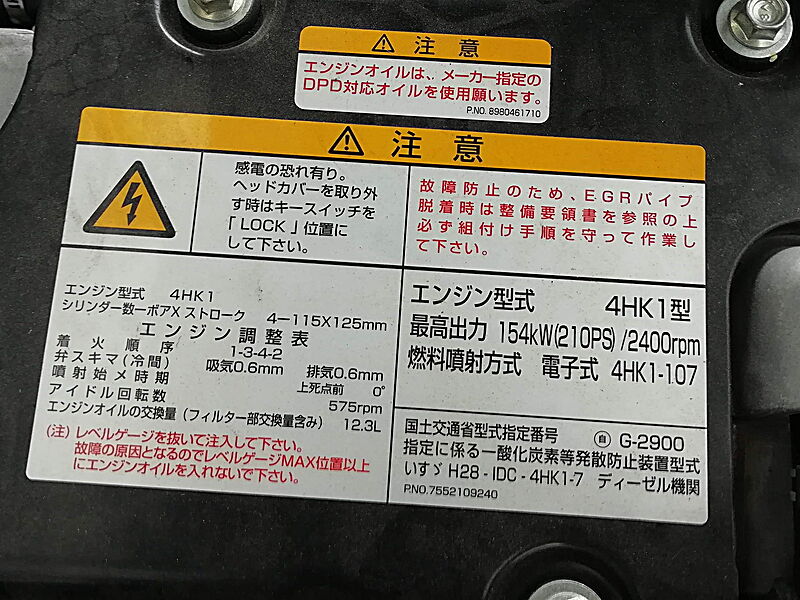 注意
エンジンオイルは、メーカー指定の
DPD対応オイルを使用願います。
P.NO. 8980461710
注意
感電の恐れ有り。
ヘッドカバーを取り外
す時はキースイッチを
「LOCK」位置に
して下さい。
故障防止のため、EGRパイプ
脱着時は整備要領書を参照の上
必ず組付け手順を守って作業し
て下さい。
エンジン型式 4HK1
シリンダー数ーボアX ストローク 4-115X125mm
エンジン調整表
着火順序 1-3-4-2
弁スキマ(冷間) 吸気0.6mm 排気0.6mm
噴射始メ時期 上死点前 0°
アイドル回転数 575rpm
エンジンオイルの交換量(フィルター部交換量含み) 12.3L
(注)レベルゲージを抜いて注入して下さい。
故障の原因となるのでレベルゲージMAX位置以上
にエンジンオイルを入れないで下さい。
エンジン型式 4HK1型
最高出力 154kW(210PS)/2400rpm
燃料噴射方式 電子式 4HK1-107
国土交通省型式指定番号 自 G-2900
指定に係る一酸化炭素等発散防止装置型式
いすゞ H28-IDC-4HK1-7 ディーゼル機関
P.NO.7552109240